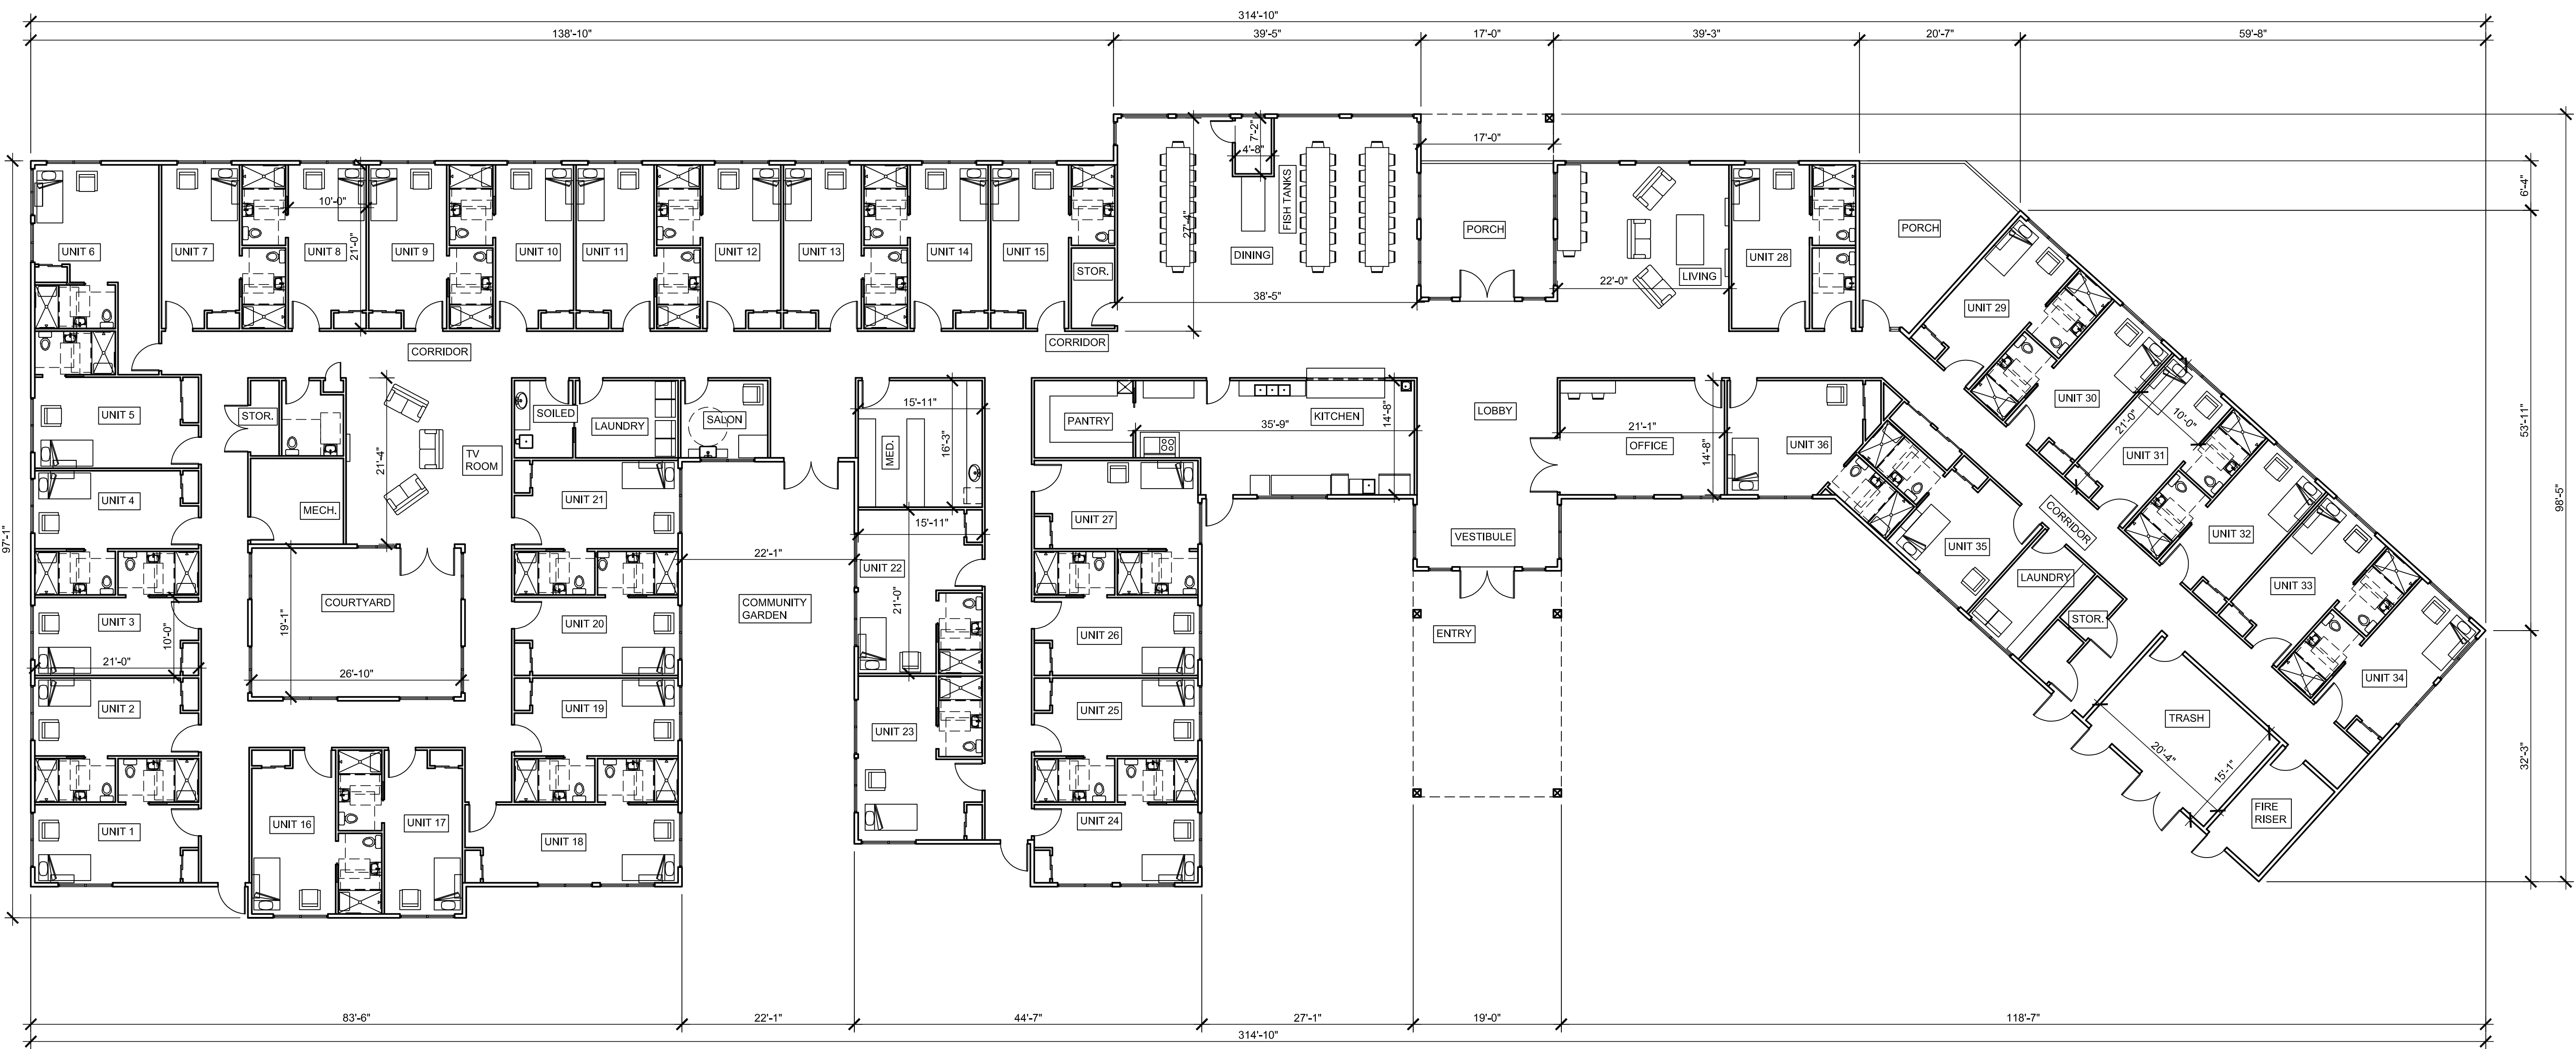 314'-10"
138'-10"
39'-5"
17'-0"
39'-3"
20'-7"
59'-8"
7'-2"
17'-0"
4'-8"
6'-4"
FISH TANKS
10'-0"
27'-4"
UNIT 6
UNIT 7
UNIT 8
21'-0"
UNIT 9
UNIT 10
UNIT 11
UNIT 12
UNIT 13
UNIT 14
UNIT 15
STOR.
DINING
PORCH
LIVING
UNIT 28
PORCH
22'-0"
38'-5"
UNIT 29
CORRIDOR
CORRIDOR
UNIT 30
UNIT 5
STOR.
21'-4"
TV
ROOM
SOILED
LAUNDRY
SALON
15'-11"
MED.
16'-3"
PANTRY
35'-9"
KITCHEN
14'-8"
LOBBY
21'-1"
OFFICE
14'-8"
UNIT 36
21'-0"
10'-0"
UNIT 31
53'-11"
UNIT 4
MECH.
UNIT 21
15'-11"
UNIT 27
VESTIBULE
CORRIDOR
UNIT 32
98'-5"
97'-1"
22'-1"
UNIT 22
UNIT 35
LAUNDRY
UNIT 33
COURTYARD
19'-1"
COMMUNITY
GARDEN
21'-0"
UNIT 3
10'-0"
UNIT 20
UNIT 26
ENTRY
STOR.
21'-0"
26'-10"
UNIT 34
UNIT 2
UNIT 19
UNIT 23
UNIT 25
TRASH
20'-4"
15'-1"
32'-3"
UNIT 1
UNIT 16
UNIT 17
UNIT 18
UNIT 24
FIRE
RISER
83'-6"
22'-1"
44'-7"
27'-1"
19'-0"
118'-7"
314'-10"